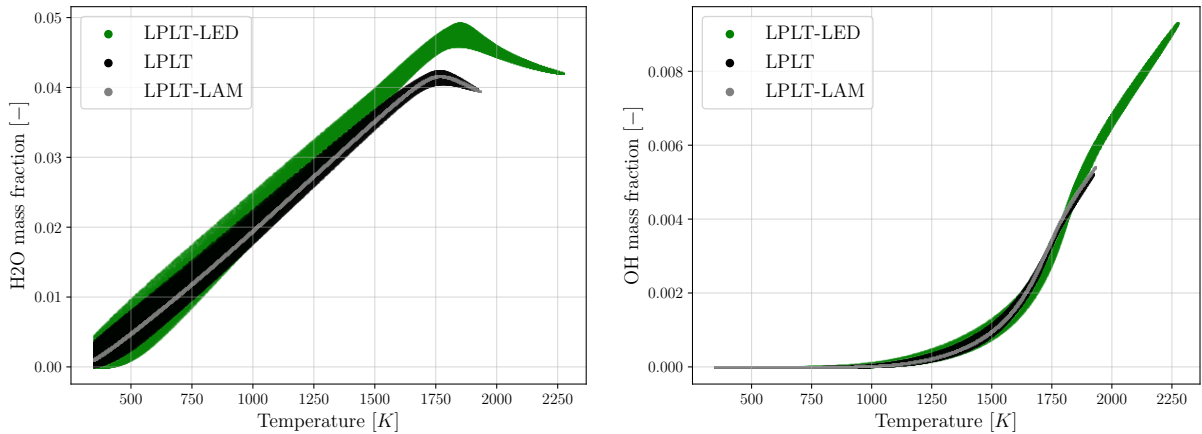 0.05
0.04
0.03
0.02
0.01
0.00
H2O mass fraction [−]
LPLT-LED
LPLT
LPLT-LAM
500
750
1000
1250
1500
1750
2000
2250
Temperature [K]
0.008
0.006
0.004
0.002
0.000
OH mass fraction [−]
LPLT-LED
LPLT
LPLT-LAM
500
750
1000
1250
1500
1750
2000
2250
Temperature [K]